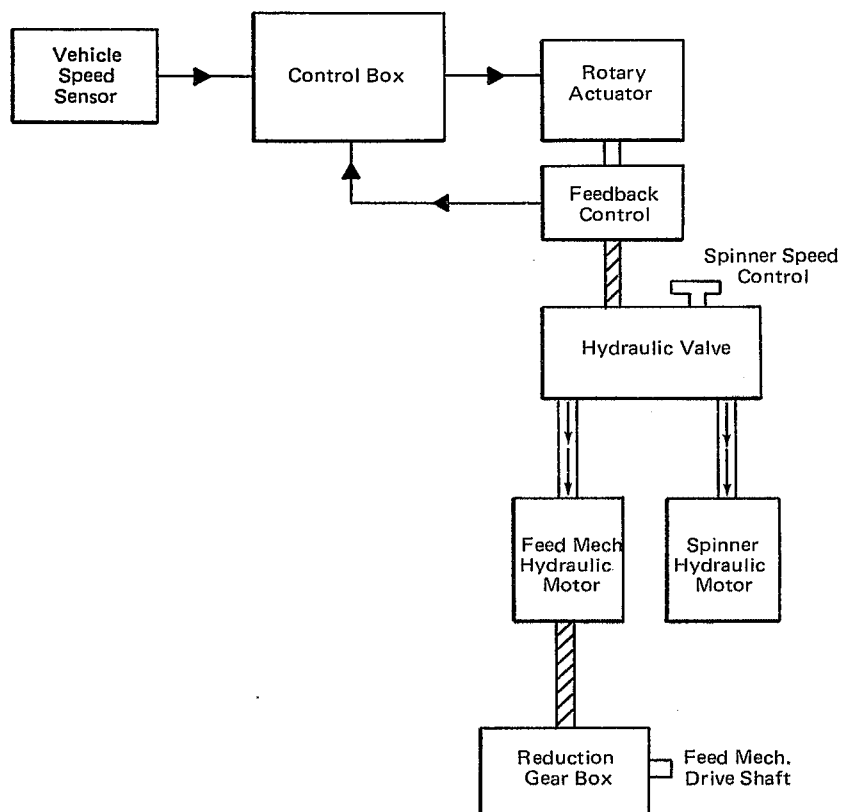 Vehicle
Speed
Sensor
Control Box
Rotary
Actuator
Feedback
Control
Spinner Speed
Control
Hydraulic Valve
Feed Mech
Hydraulic
Motor
Spinner
Hydraulic
Motor
Reduction
Gear Box
Feed Mech.
Drive Shaft